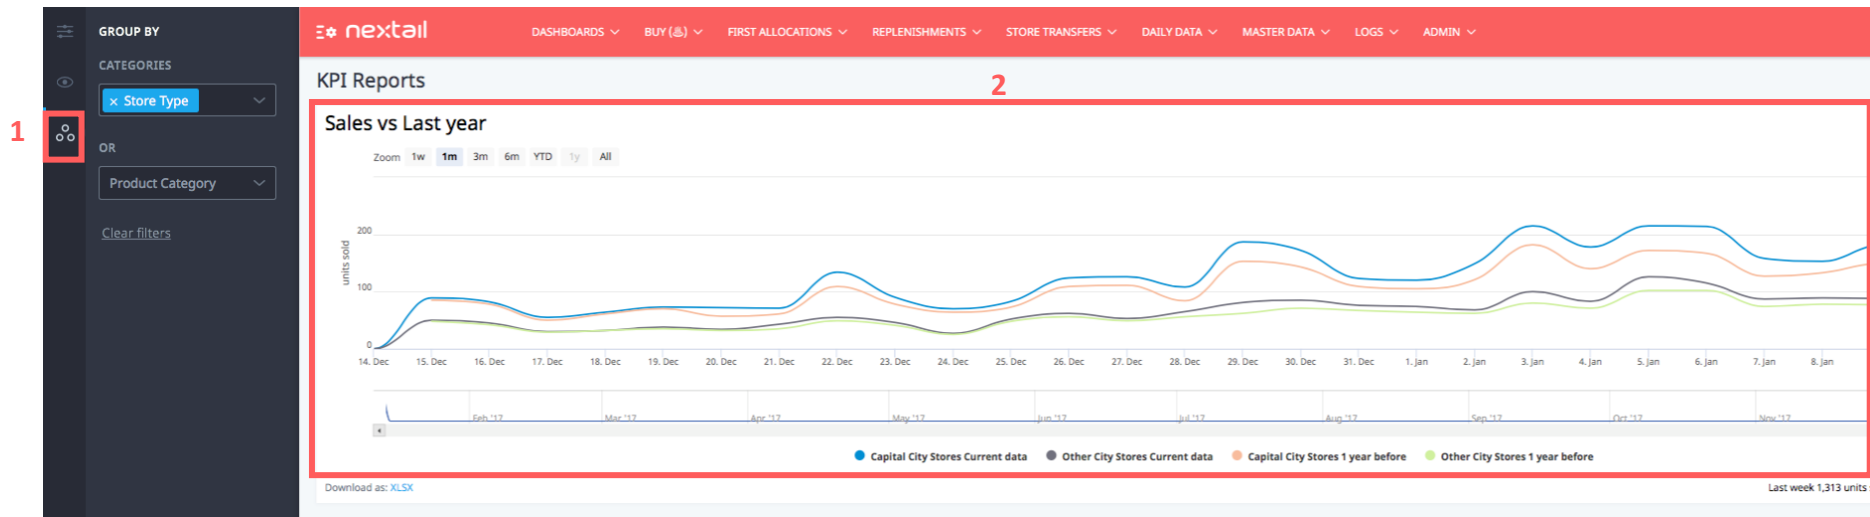 GROUP BY
nextail
DASHBOARDS BUY FIRST ALLOCATIONS REPLENISHMENTS STORE TRANSFERS DAILY DATA MASTER DATA LOGS ADMIN
CATEGORIES
KPI Reports
2
× Store Type
Sales vs Last year
1
OR
Zoom 1w 1m 3m 6m YTD 1y All
Product Category
Clear filters
200
units sold
100
0
14. Dec 15. Dec 16. Dec 17. Dec 18. Dec 19. Dec 20. Dec 21. Dec 22. Dec 23. Dec 24. Dec 25. Dec 26. Dec 27. Dec 28. Dec 29. Dec 30. Dec 31. Dec 1. Jan 2. Jan 3. Jan 4. Jan 5. Jan 6. Jan 7. Jan 8. Jan
Feb '17 Mar '17 Apr '17 May '17 Jun '17 Jul '17 Aug '17 Sep '17 Oct '17 Nov '17
Capital City Stores Current data Other City Stores Current data Capital City Stores 1 year before Other City Stores 1 year before
Download as: XLSX
Last week 1,313 units